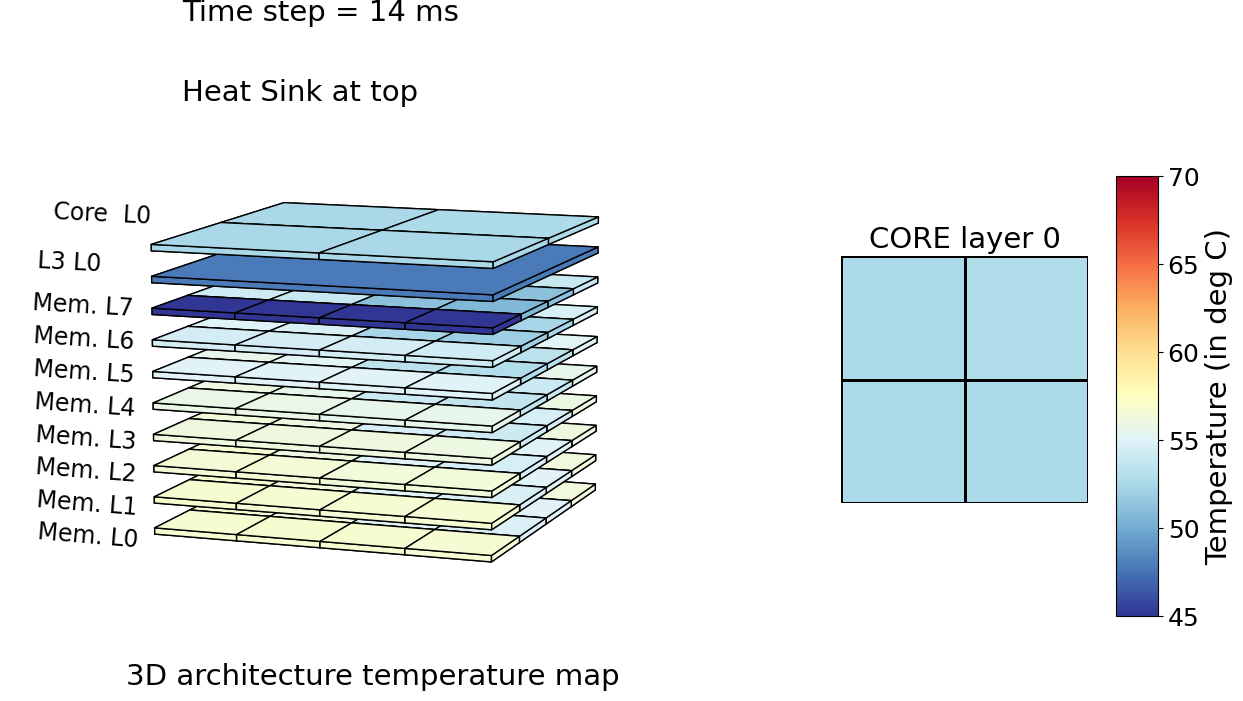 Time step = 14 ms
Heat Sink at top
Core  L0
L3 L0
Mem. L7
Mem. L6
Mem. L5
Mem. L4
Mem. L3
Mem. L2
Mem. L1
Mem. L0
3D architecture temperature map
CORE layer 0
70
65
60
55
50
45
Temperature (in deg C)